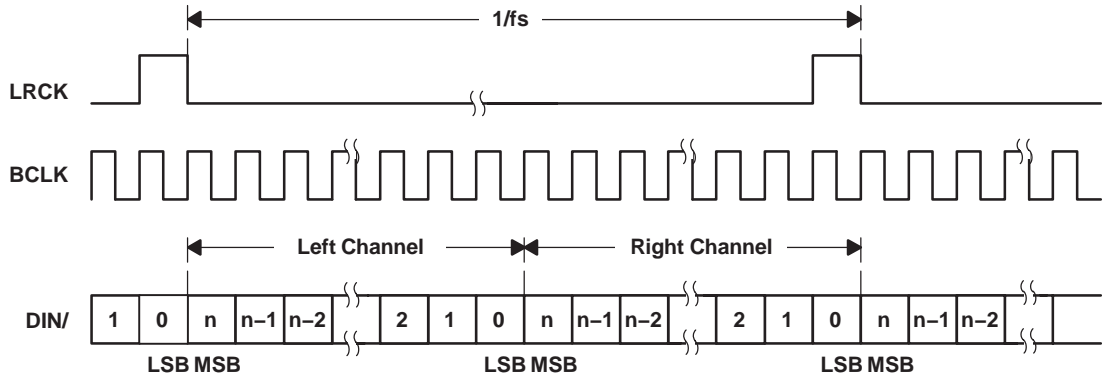 1/fs
LRCK
BCLK
Left Channel Right Channel
DIN/ 1 0 n n–1 n–2 2 1 0 n n–1 n–2 2 1 0 n n–1 n–2
LSB MSB LSB MSB LSB MSB